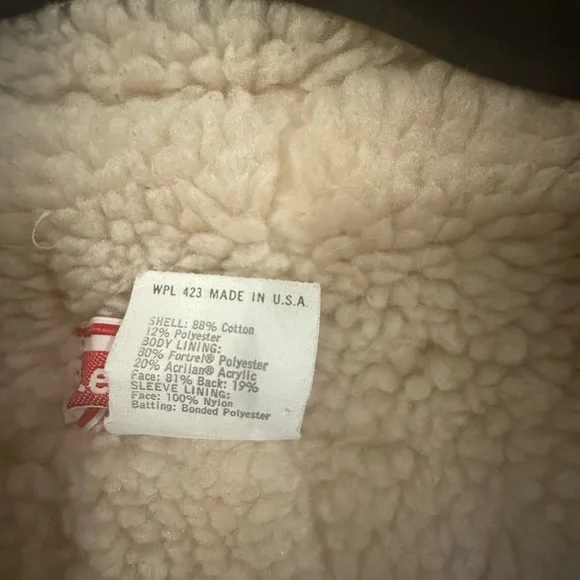 WPL 423 MADE IN U.S.A.
SHELL: 88% Cotton
12% Polyester
BODY LINING:
80% Fortrel® Polyester
20% Acrilan® Acrylic
Face: 81% Back: 19%
SLEEVE LINING:
Face: 100% Nylon
Batting: Bonded Polyester
.e